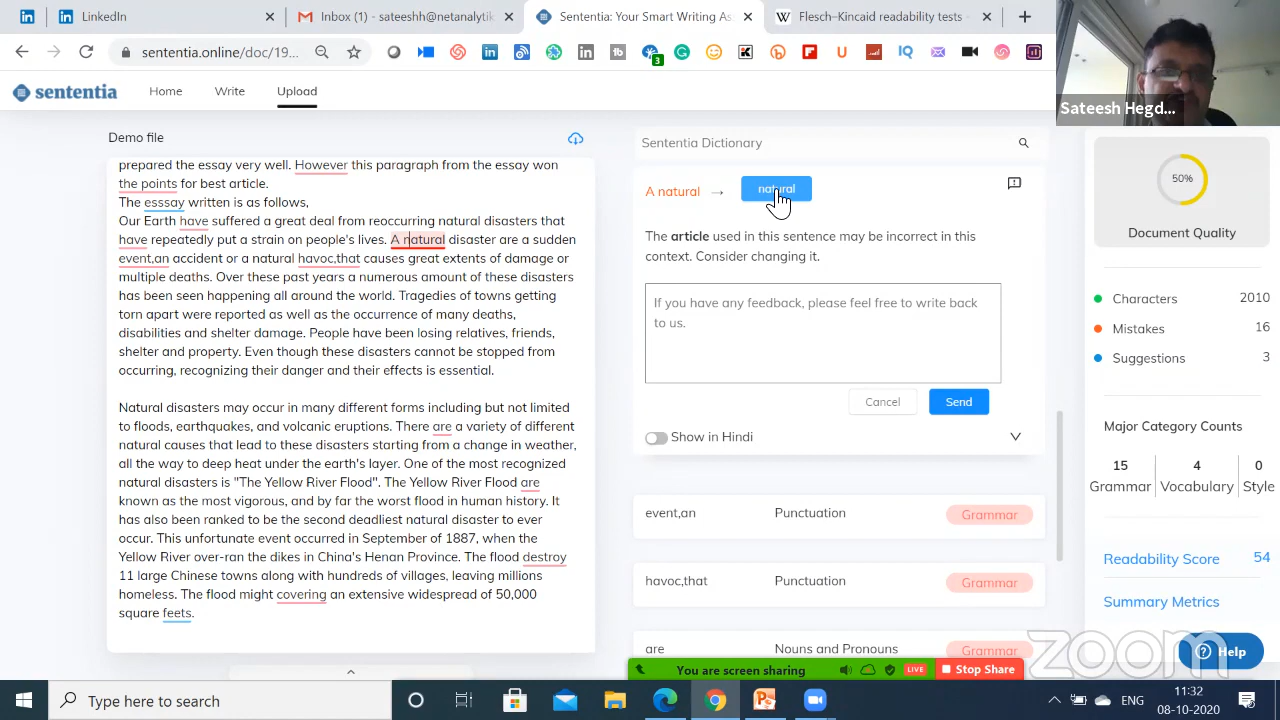 LinkedIn
Inbox (1) - sateeshh@netanalytik
Sententia: Your Smart Writing As
Flesch–Kincaid readability tests -
sententia.online/doc/19...
3
Sateesh Hegd...
sententia
Home
Write
Upload
Demo file
prepared the essay very well. However this paragraph from the essay won
the points for best article.
The esssay written is as follows,
Our Earth have suffered a great deal from reoccurring natural disasters that
have repeatedly put a strain on people's lives. A natural disaster are a sudden
event,an accident or a natural havoc,that causes great extents of damage or
multiple deaths. Over these past years a numerous amount of these disasters
has been seen happening all around the world. Tragedies of towns getting
torn apart were reported as well as the occurrence of many deaths,
disabilities and shelter damage. People have been losing relatives, friends,
shelter and property. Even though these disasters cannot be stopped from
occurring, recognizing their danger and their effects is essential.
Natural disasters may occur in many different forms including but not limited
to floods, earthquakes, and volcanic eruptions. There are a variety of different
natural causes that lead to these disasters starting from a change in weather,
all the way to deep heat under the earth's layer. One of the most recognized
natural disasters is "The Yellow River Flood". The Yellow River Flood are
known as the most vigorous, and by far the worst flood in human history. It
has also been ranked to be the second deadliest natural disaster to ever
occur. This unfortunate event occurred in September of 1887, when the
Yellow River over-ran the dikes in China's Henan Province. The flood destroy
11 large Chinese towns along with hundreds of villages, leaving millions
homeless. The flood might covering an extensive widespread of 50,000
square feets.
Sententia Dictionary
A natural → natural
The article used in this sentence may be incorrect in this
context. Consider changing it.
If you have any feedback, please feel free to write back
to us.
Cancel
Send
Show in Hindi
event,an Punctuation Grammar
havoc,that Punctuation Grammar
are Nouns and Pronouns Grammar
50%
Document Quality
Characters 2010
Mistakes 16
Suggestions 3
Major Category Counts
15 4 0
Grammar Vocabulary Style
Readability Score 54
Summary Metrics
zoom
Help
You are screen sharing
LIVE
Stop Share
Type here to search
ENG
11:32
08-10-2020